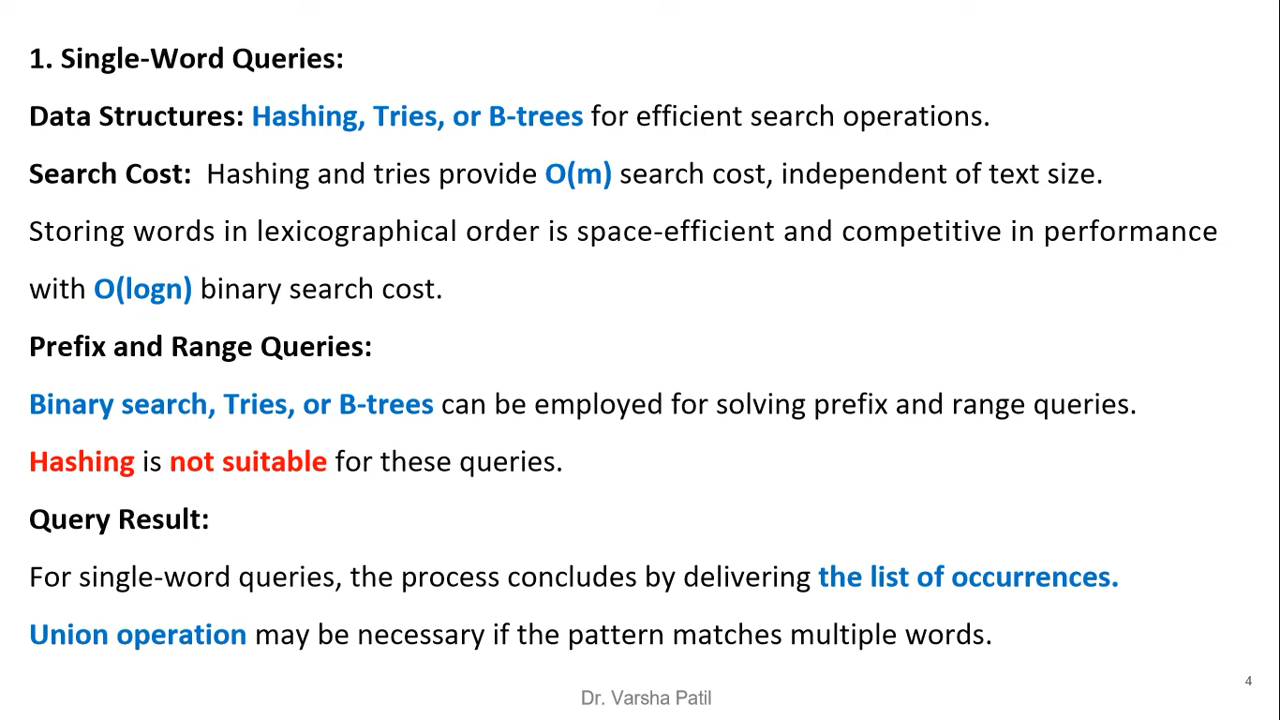 1. Single-Word Queries:
Data Structures: Hashing, Tries, or B-trees for efficient search operations.
Search Cost: Hashing and tries provide O(m) search cost, independent of text size.
Storing words in lexicographical order is space-efficient and competitive in performance
with O(logn) binary search cost.
Prefix and Range Queries:
Binary search, Tries, or B-trees can be employed for solving prefix and range queries.
Hashing is not suitable for these queries.
Query Result:
For single-word queries, the process concludes by delivering the list of occurrences.
Union operation may be necessary if the pattern matches multiple words.
4
Dr. Varsha Patil